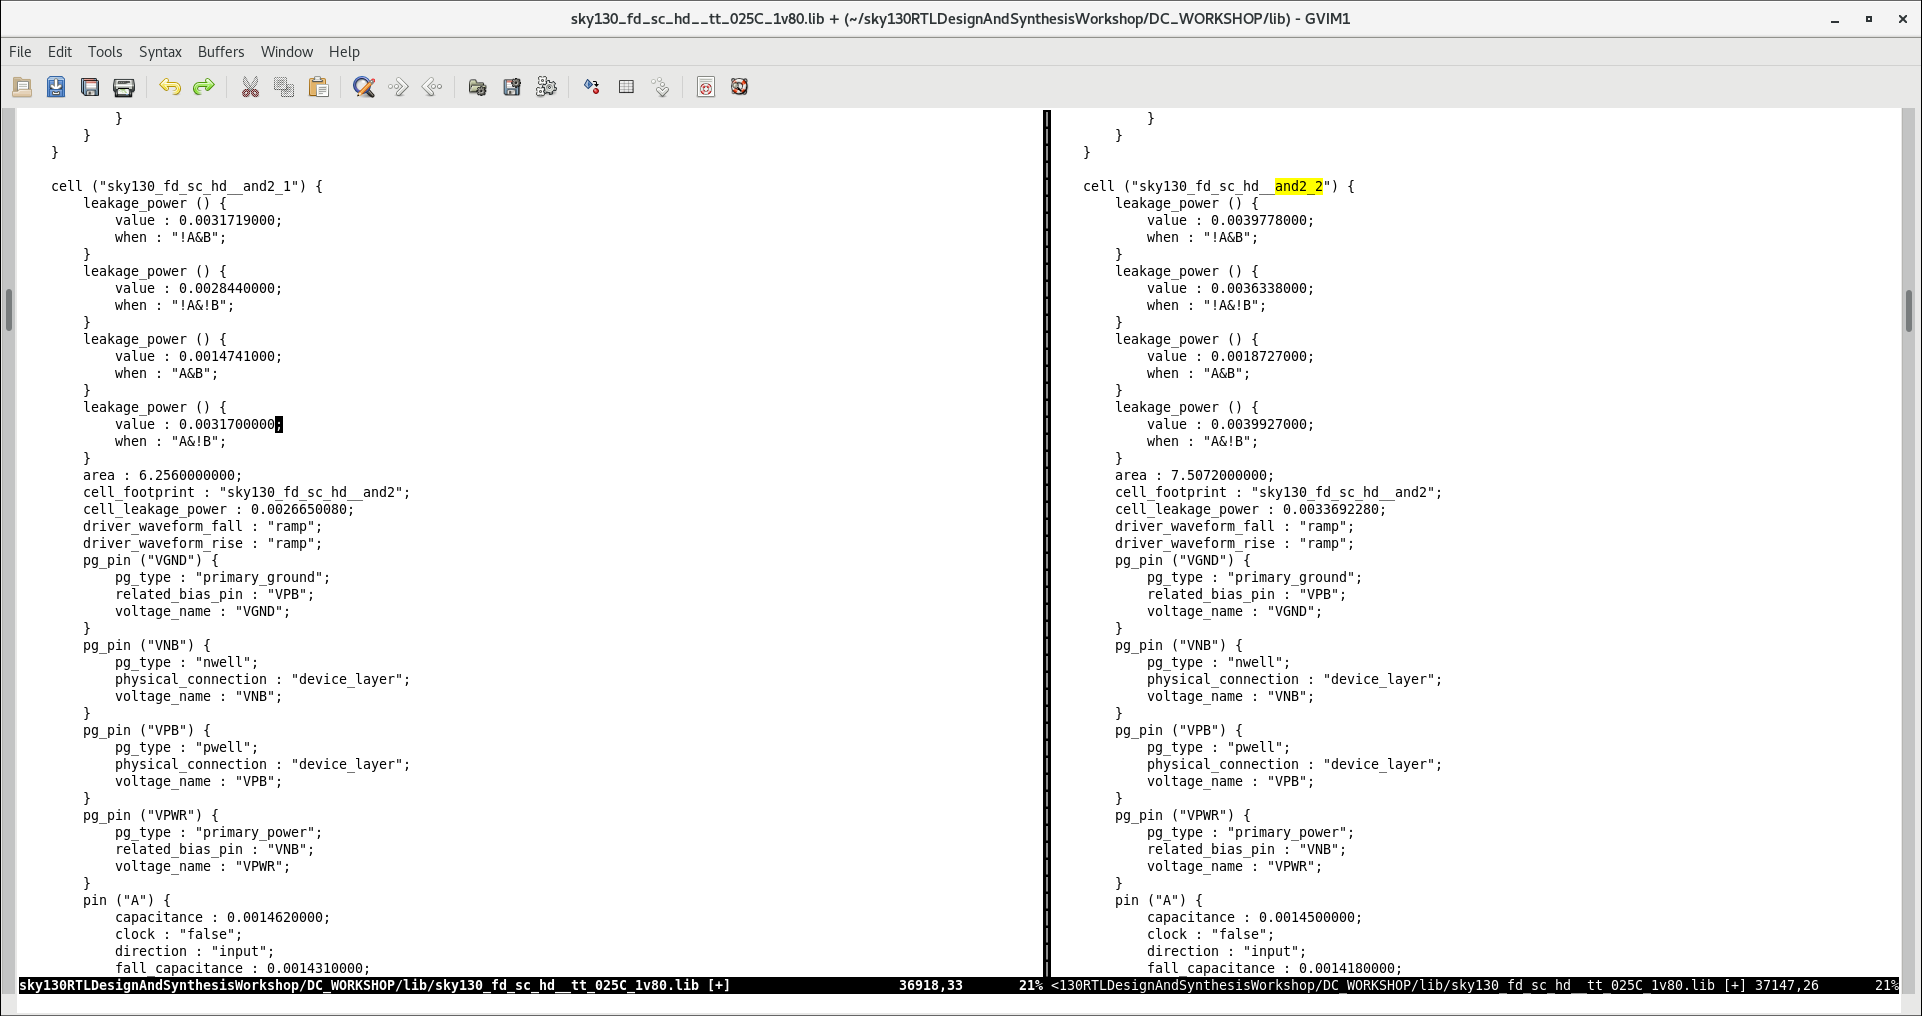 sky130_fd_sc_hd__tt_025C_1v80.lib + (~/sky130RTLDesignAndSynthesisWorkshop/DC_WORKSHOP/lib) - GVIM1
File Edit Tools Syntax Buffers Window Help
            }
        }
    }

    cell ("sky130_fd_sc_hd__and2_1") {
        leakage_power () {
            value : 0.0031719000;
            when : "!A&B";
        }
        leakage_power () {
            value : 0.0028440000;
            when : "!A&!B";
        }
        leakage_power () {
            value : 0.0014741000;
            when : "A&B";
        }
        leakage_power () {
            value : 0.0031700000;
            when : "A&!B";
        }
        area : 6.2560000000;
        cell_footprint : "sky130_fd_sc_hd__and2";
        cell_leakage_power : 0.0026650080;
        driver_waveform_fall : "ramp";
        driver_waveform_rise : "ramp";
        pg_pin ("VGND") {
            pg_type : "primary_ground";
            related_bias_pin : "VPB";
            voltage_name : "VGND";
        }
        pg_pin ("VNB") {
            pg_type : "nwell";
            physical_connection : "device_layer";
            voltage_name : "VNB";
        }
        pg_pin ("VPB") {
            pg_type : "pwell";
            physical_connection : "device_layer";
            voltage_name : "VPB";
        }
        pg_pin ("VPWR") {
            pg_type : "primary_power";
            related_bias_pin : "VNB";
            voltage_name : "VPWR";
        }
        pin ("A") {
            capacitance : 0.0014620000;
            clock : "false";
            direction : "input";
            fall_capacitance : 0.0014310000;
sky130RTLDesignAndSynthesisWorkshop/DC_WORKSHOP/lib/sky130_fd_sc_hd__tt_025C_1v80.lib [+] 36918,33 21%
            }
        }
    }

    cell ("sky130_fd_sc_hd__and2_2") {
        leakage_power () {
            value : 0.0039778000;
            when : "!A&B";
        }
        leakage_power () {
            value : 0.0036338000;
            when : "!A&!B";
        }
        leakage_power () {
            value : 0.0018727000;
            when : "A&B";
        }
        leakage_power () {
            value : 0.0039927000;
            when : "A&!B";
        }
        area : 7.5072000000;
        cell_footprint : "sky130_fd_sc_hd__and2";
        cell_leakage_power : 0.0033692280;
        driver_waveform_fall : "ramp";
        driver_waveform_rise : "ramp";
        pg_pin ("VGND") {
            pg_type : "primary_ground";
            related_bias_pin : "VPB";
            voltage_name : "VGND";
        }
        pg_pin ("VNB") {
            pg_type : "nwell";
            physical_connection : "device_layer";
            voltage_name : "VNB";
        }
        pg_pin ("VPB") {
            pg_type : "pwell";
            physical_connection : "device_layer";
            voltage_name : "VPB";
        }
        pg_pin ("VPWR") {
            pg_type : "primary_power";
            related_bias_pin : "VNB";
            voltage_name : "VPWR";
        }
        pin ("A") {
            capacitance : 0.0014500000;
            clock : "false";
            direction : "input";
            fall_capacitance : 0.0014180000;
<130RTLDesignAndSynthesisWorkshop/DC_WORKSHOP/lib/sky130_fd_sc_hd__tt_025C_1v80.lib [+] 37147,26 21%